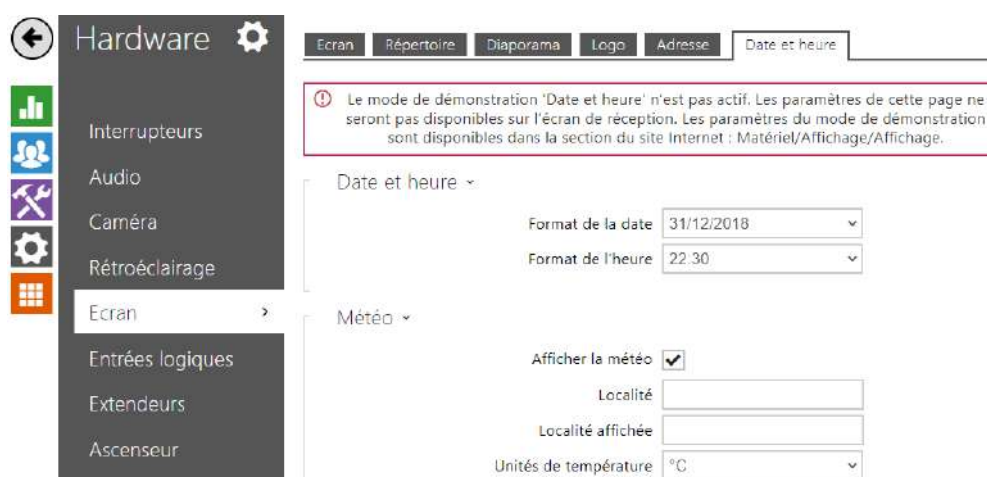 Hardware
Interrupteurs
Audio
Caméra
Rétroéclairage
Ecran
Entrées logiques
Extendeurs
Ascenseur
Ecran Répertoire Diaporama Logo Adresse Date et heure
Le mode de démonstration 'Date et heure' n'est pas actif. Les paramètres de cette page ne
seront pas disponibles sur l'écran de réception. Les paramètres du mode de démonstration
sont disponibles dans la section du site Internet : Matériel/Affichage/Affichage.
Date et heure
Format de la date 31/12/2018
Format de l'heure 22:30
Météo
Afficher la météo
Localité
Localité affichée
Unités de température °C